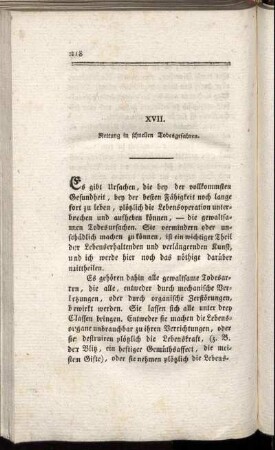 218
XVII.
Rettung in schnellen Todesgefahren.
Es gibt Ursachen, die bey der vollkommsten
Gesundheit, bey der besten Fähigkeit noch lange
fort zu leben, plözlich die Lebensoperation unter-
brechen und aufheben können, — die gewaltsa-
men Todesursachen. Sie vermindern oder un-
schädlich machen zu können, ist ein wichtiger Theil
der Lebenserhaltenden und verlängernden Kunst,
und ich werde hier noch das nöthige darüber
mittheilen.
Es gehören dahin alle gewaltsame Todesar-
ten, die alle, entweder durch mechanische Ver-
lezungen, oder durch organische Zerstörungen,
bewirkt werden. Sie lassen sich alle unter drey
Classen bringen. Entweder sie machen die Lebens-
organe unbrauchbar zu ihren Verrichtungen, oder
sie destruiren plözlich die Lebenskraft, (z. B.
der Bliz, ein heftiger Gemüthsaffect, die mei-
sten Gifte), oder sie nehmen plözlich die Lebens-